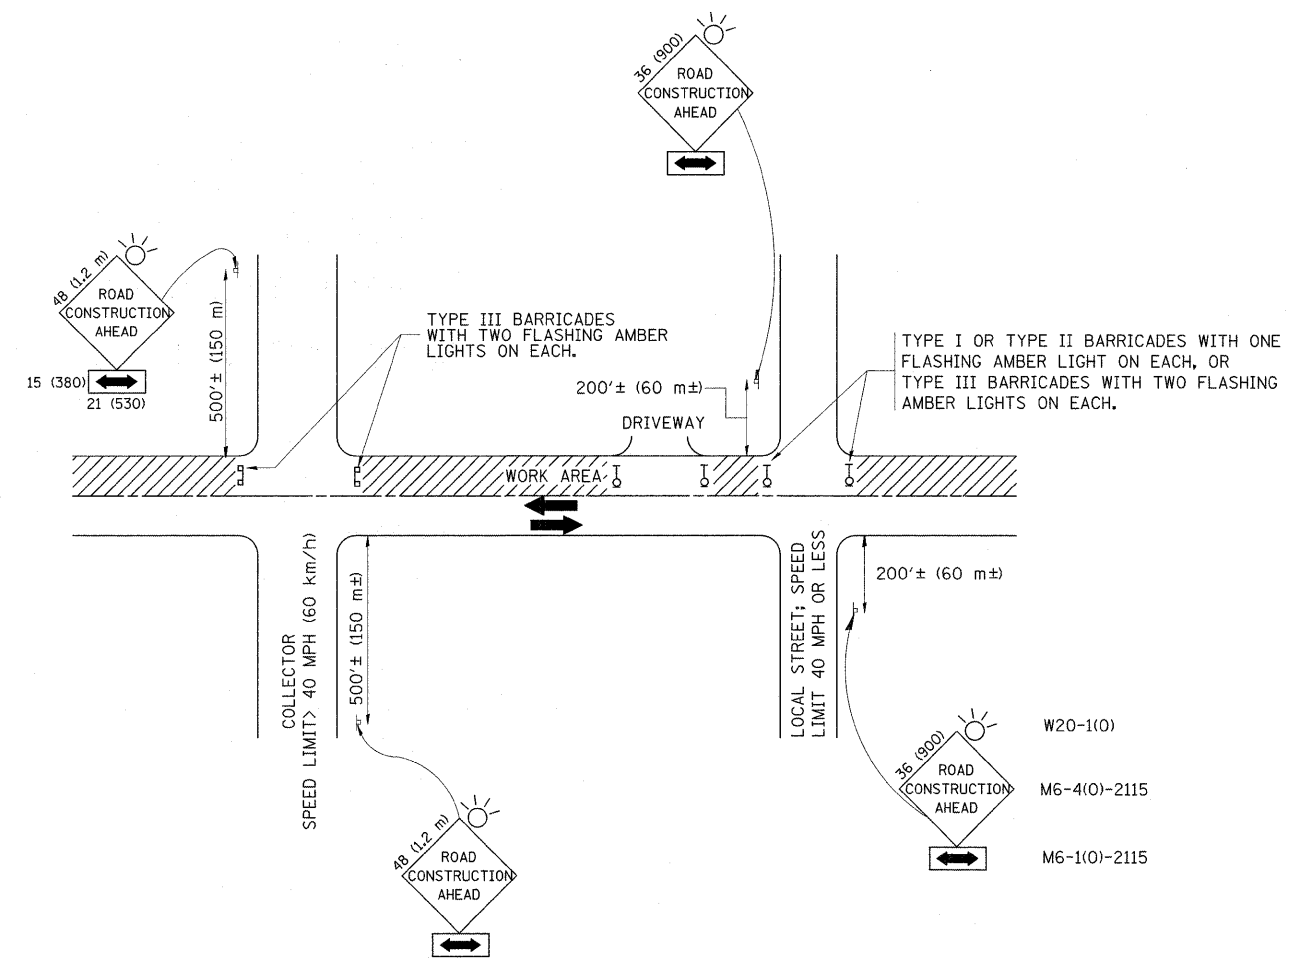 36 (900)
ROAD
CONSTRUCTION
AHEAD
48 (1.2 m)
ROAD
CONSTRUCTION
AHEAD
15 (380)
21 (530)
500'± (150 m)
TYPE III BARRICADES
WITH TWO FLASHING AMBER
LIGHTS ON EACH.
200'± (60 m±)
DRIVEWAY
TYPE I OR TYPE II BARRICADES WITH ONE
FLASHING AMBER LIGHT ON EACH, OR
TYPE III BARRICADES WITH TWO FLASHING
AMBER LIGHTS ON EACH.
WORK AREA
COLLECTOR
SPEED LIMIT> 40 MPH (60 km/h)
500'± (150 m±)
LOCAL STREET; SPEED
LIMIT 40 MPH OR LESS
200'± (60 m±)
48 (1.2 m)
ROAD
CONSTRUCTION
AHEAD
36 (900)
ROAD
CONSTRUCTION
AHEAD
W20-1(O)
M6-4(O)-2115
M6-1(O)-2115